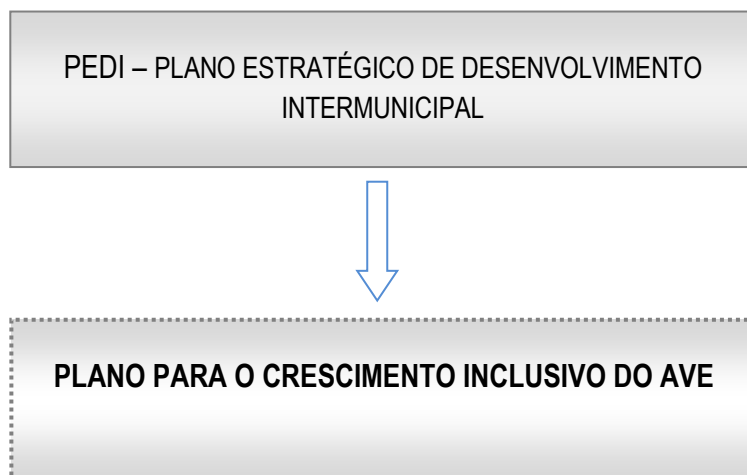 PEDI – PLANO ESTRATÉGICO DE DESENVOLVIMENTO
INTERMUNICIPAL
PLANO PARA O CRESCIMENTO INCLUSIVO DO AVE